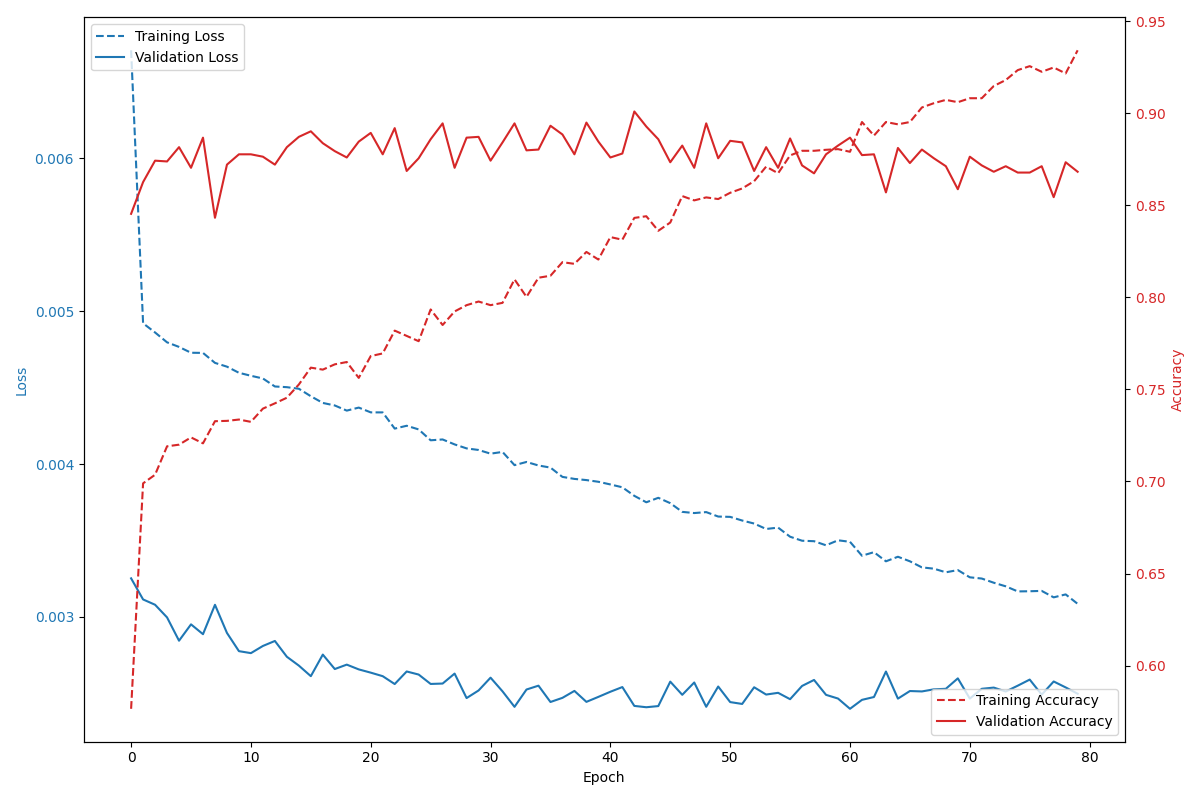 Training Loss
Validation Loss
0.006
0.005
0.004
0.003
Loss
0.95
0.90
0.85
0.80
0.75
0.70
0.65
0.60
Accuracy
Training Accuracy
Validation Accuracy
0 10 20 30 40 50 60 70 80
Epoch